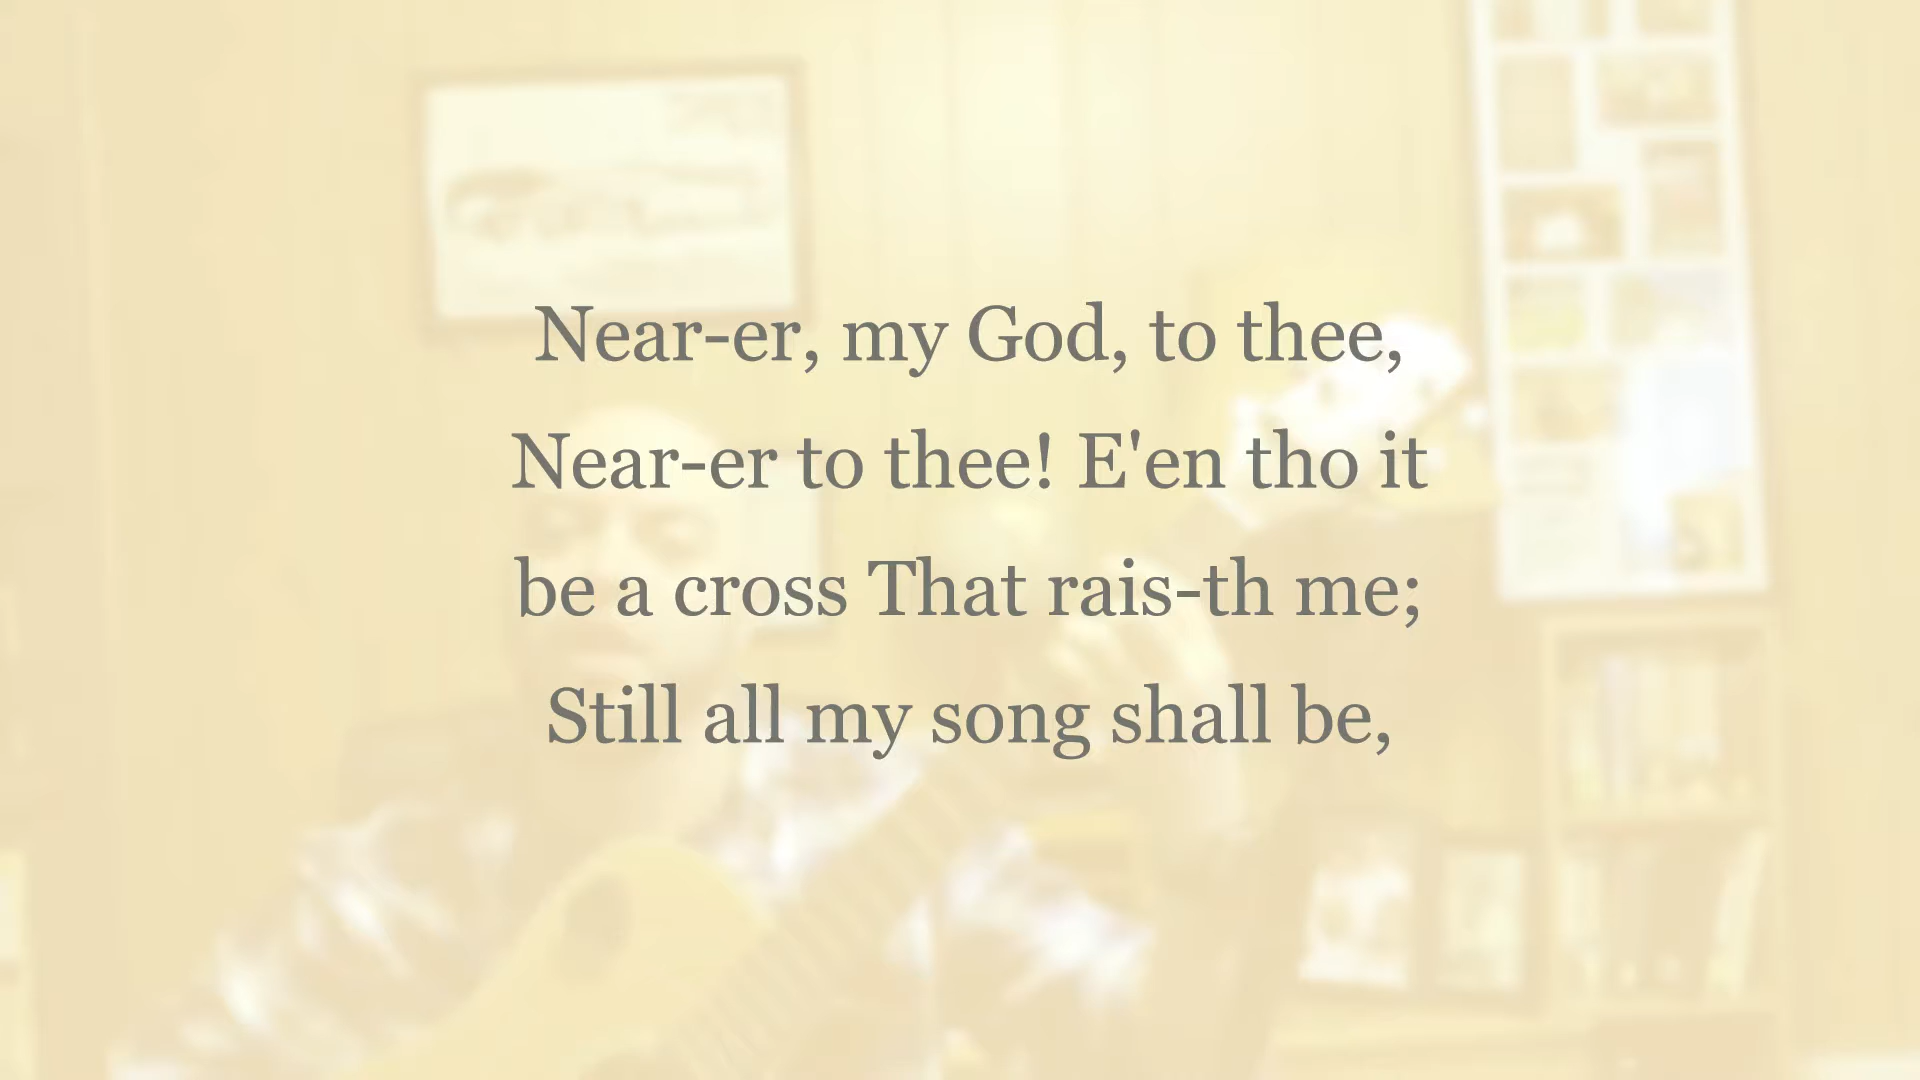 Near-er, my God, to thee,
Near-er to thee! E'en tho it
be a cross That rais-th me;
Still all my song shall be,